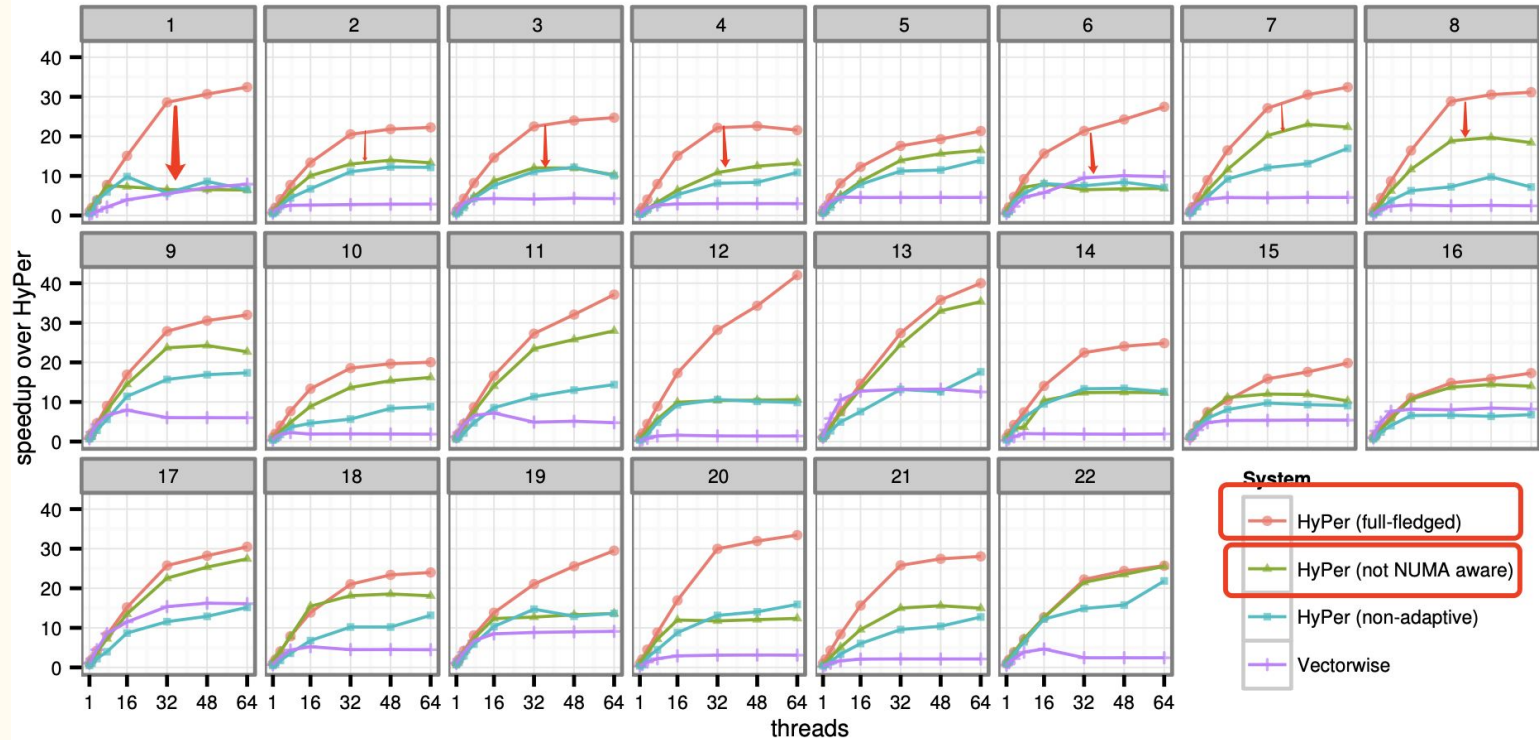 speedup over HyPer
1 2 3 4 5 6 7 8
40
30
20
10
0
9 10 11 12 13 14 15 16
40
30
20
10
0
17 18 19 20 21 22
40
30
20
10
0
1 16 32 48 64 1 16 32 48 64 1 16 32 48 64 1 16 32 48 64 1 16 32 48 64 1 16 32 48 64
threads
System
HyPer (full-fledged)
HyPer (not NUMA aware)
HyPer (non-adaptive)
Vectorwise